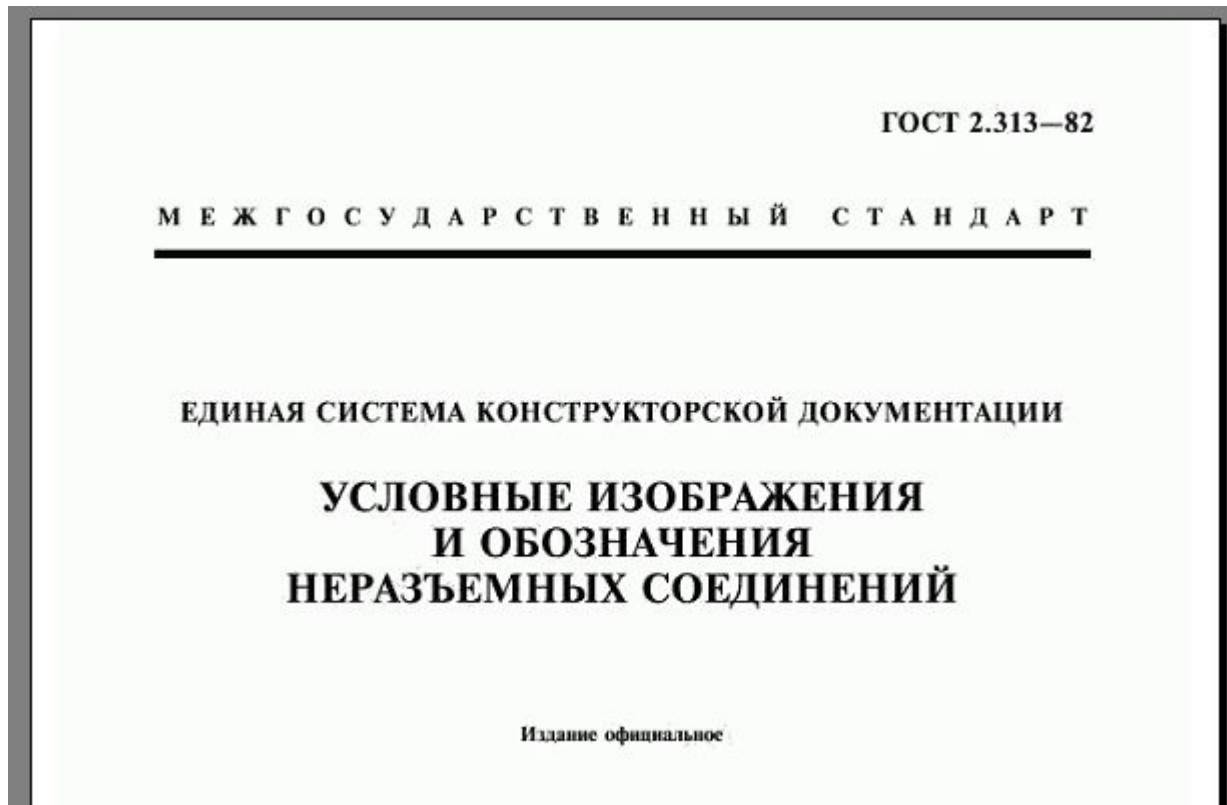 ГОСТ 2.313—82
МЕЖГОСУДАРСТВЕННЫЙ СТАНДАРТ
ЕДИНАЯ СИСТЕМА КОНСТРУКТОРСКОЙ ДОКУМЕНТАЦИИ
УСЛОВНЫЕ ИЗОБРАЖЕНИЯ
И ОБОЗНАЧЕНИЯ
НЕРАЗЪЕМНЫХ СОЕДИНЕНИЙ
Издание официальное